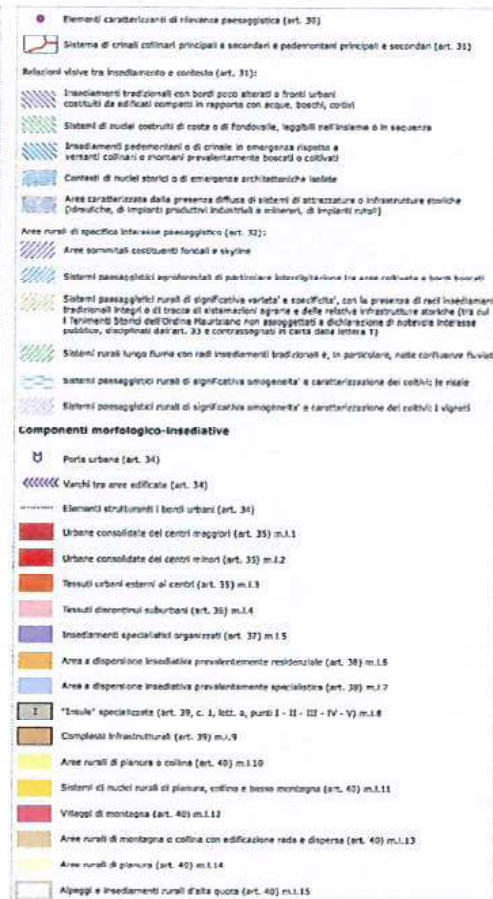 Elementi caratterizzanti di rilevanza paesaggistica (art. 30)
Sistema di crinali collinari principali e secondari e pedemontani principali e secondari (art. 31)
Relazioni visive tra insediamento e contesto (art. 31):
Insediamenti tradizionali con bordi poco alterati o fronti urbani
costituiti da edificati compatti in rapporto con acque, boschi, coltivi
Sistemi di nuclei costruiti di costa o di fondovalle, leggibili nell'insieme o in sequenza
Insediamenti pedemontani o di crinale in emergenza rispetto a
versanti collinari o montani prevalentemente boscati o coltivati
Contesti di nuclei storici o di emergenze architettoniche isolate
Aree caratterizzate dalla presenza diffusa di sistemi di attrezzature o infrastrutture storiche
(idrauliche, di impianti produttivi industriali o minerari, di impianti rurali)
Aree rurali di specifico interesse paesaggistico (art. 32):
Aree sommitali costituenti fondali e skyline
Sistemi paesaggistici agroforestali di particolare interdigitazione tra aree coltivate e bordi boscati
Sistemi paesaggistici rurali di significativa varieta' e specificita', con la presenza di radi insediamen
tradizionali integri o di tracce di sistemazioni agrarie e delle relative infrastrutture storiche (tra cui
i Tenimenti Storici dell'Ordine Mauriziano non assoggettati a dichiarazione di notevole interesse
pubblico, disciplinati dall'art. 33 e contrassegnati in carta dalla lettera T)
Sistemi rurali lungo fiume con radi insediamenti tradizionali e, in particolare, nelle confluenze fluvial
Sistemi paesaggistici rurali di significativa omogeneita' e caratterizzazione dei coltivi: le risaie
Sistemi paesaggistici rurali di significativa omogeneita' e caratterizzazione dei coltivi: i vigneti
Componenti morfologico-insediative
Porte urbane (art. 34)
Varchi tra aree edificate (art. 34)
Elementi strutturanti i bordi urbani (art. 34)
Urbane consolidate dei centri maggiori (art. 35) m.i.1
Urbane consolidate dei centri minori (art. 35) m.i.2
Tessuti urbani esterni ai centri (art. 35) m.i.3
Tessuti discontinui suburbani (art. 36) m.i.4
Insediamenti specialistici organizzati (art. 37) m.i.5
Area a dispersione insediativa prevalentemente residenziale (art. 38) m.i.6
Area a dispersione insediativa prevalentemente specialistica (art. 38) m.i.7
I "Insule" specializzate (art. 39, c. 1, lett. a, punti I - II - III - IV - V) m.i.8
Complessi infrastrutturali (art. 39) m.i.9
Aree rurali di pianura o collina (art. 40) m.i.10
Sistemi di nuclei rurali di pianura, collina e bassa montagna (art. 40) m.i.11
Villaggi di montagna (art. 40) m.i.12
Aree rurali di montagna o collina con edificazione rada e dispersa (art. 40) m.i.13
Aree rurali di pianura (art. 40) m.i.14
Alpeggi e insediamenti rurali d'alta quota (art. 40) m.i.15